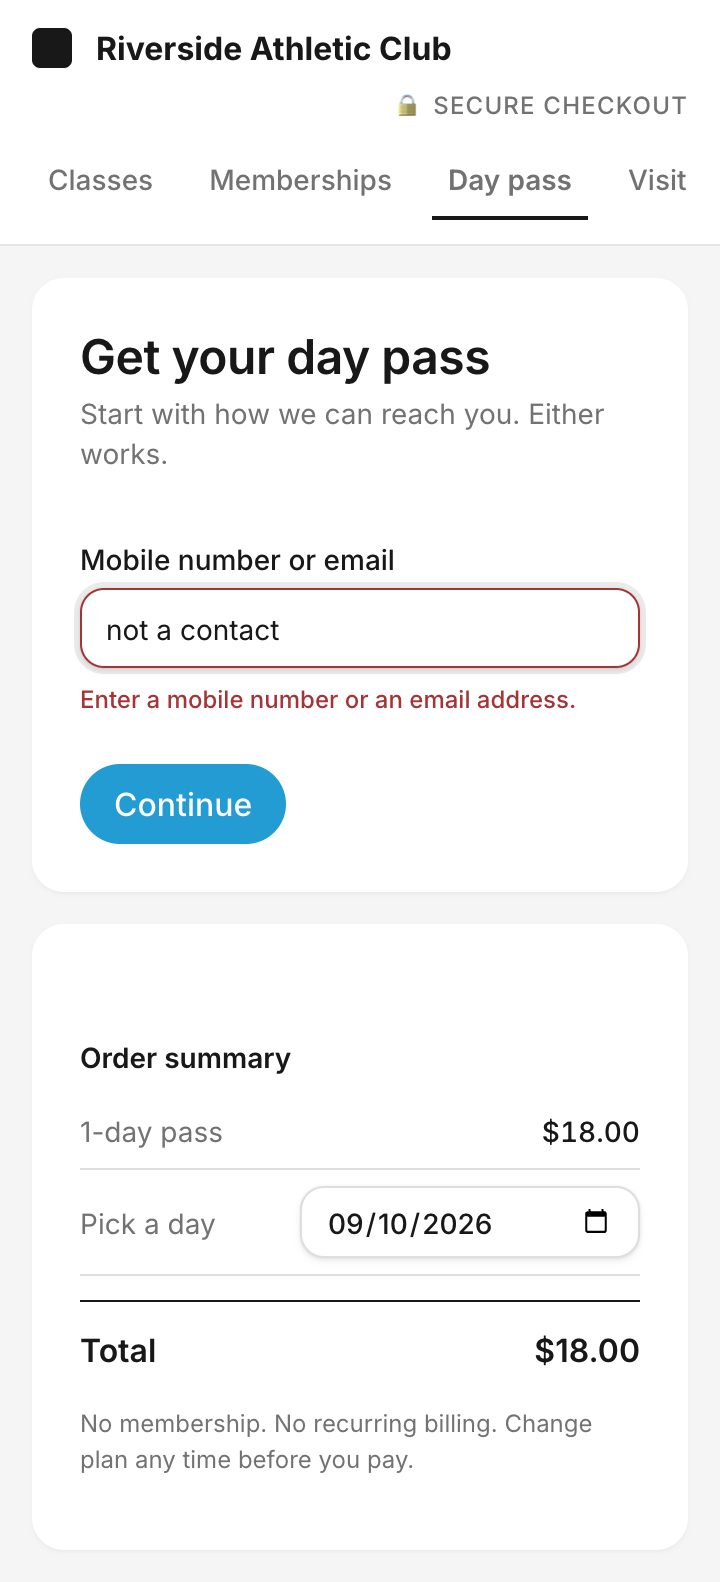 Riverside Athletic Club
🔒 SECURE CHECKOUT
Classes Memberships Day pass Visit
Get your day pass
Start with how we can reach you. Either
works.
Mobile number or email
not a contact
Enter a mobile number or an email address.
Continue
Order summary
1-day pass $18.00
Pick a day 09/10/2026
Total $18.00
No membership. No recurring billing. Change
plan any time before you pay.